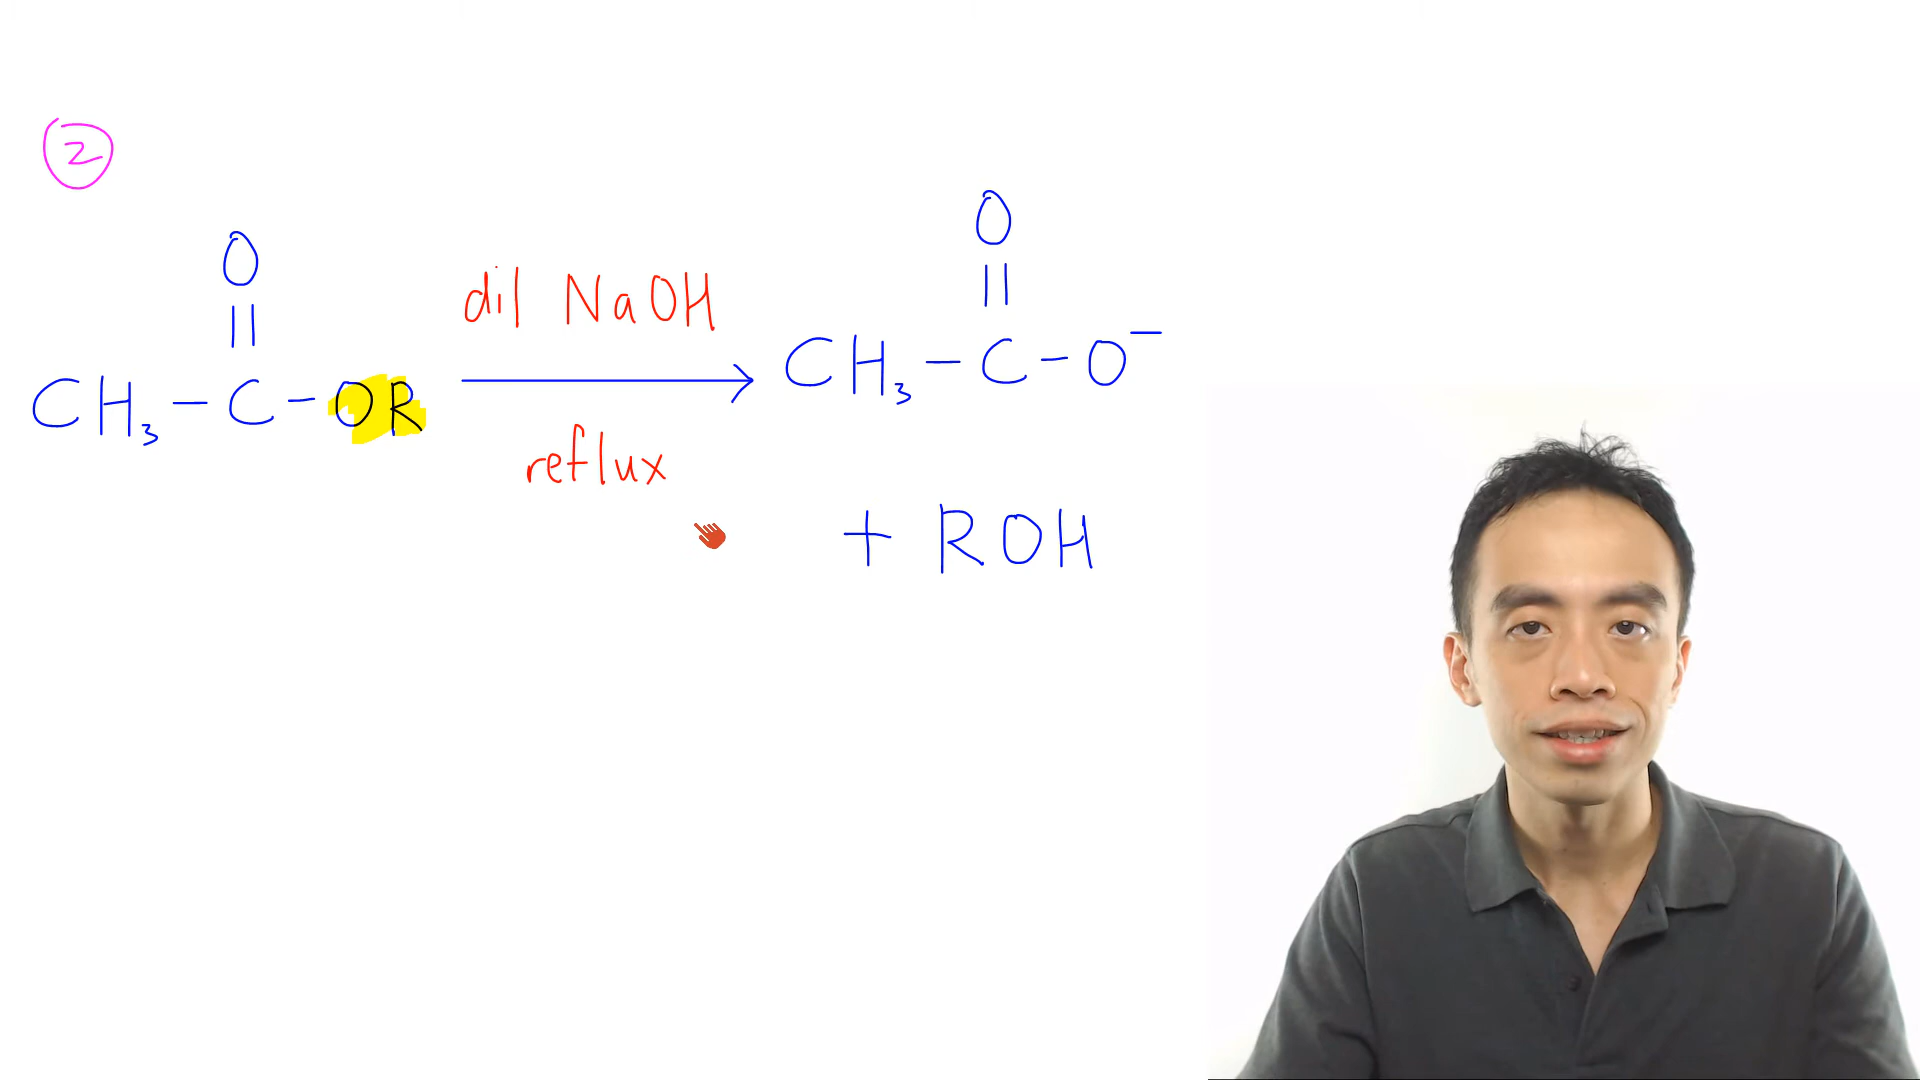 2
O
||
CH₃ – C – OR
dil NaOH
reflux
O
||
CH₃ – C – O⁻
+ ROH